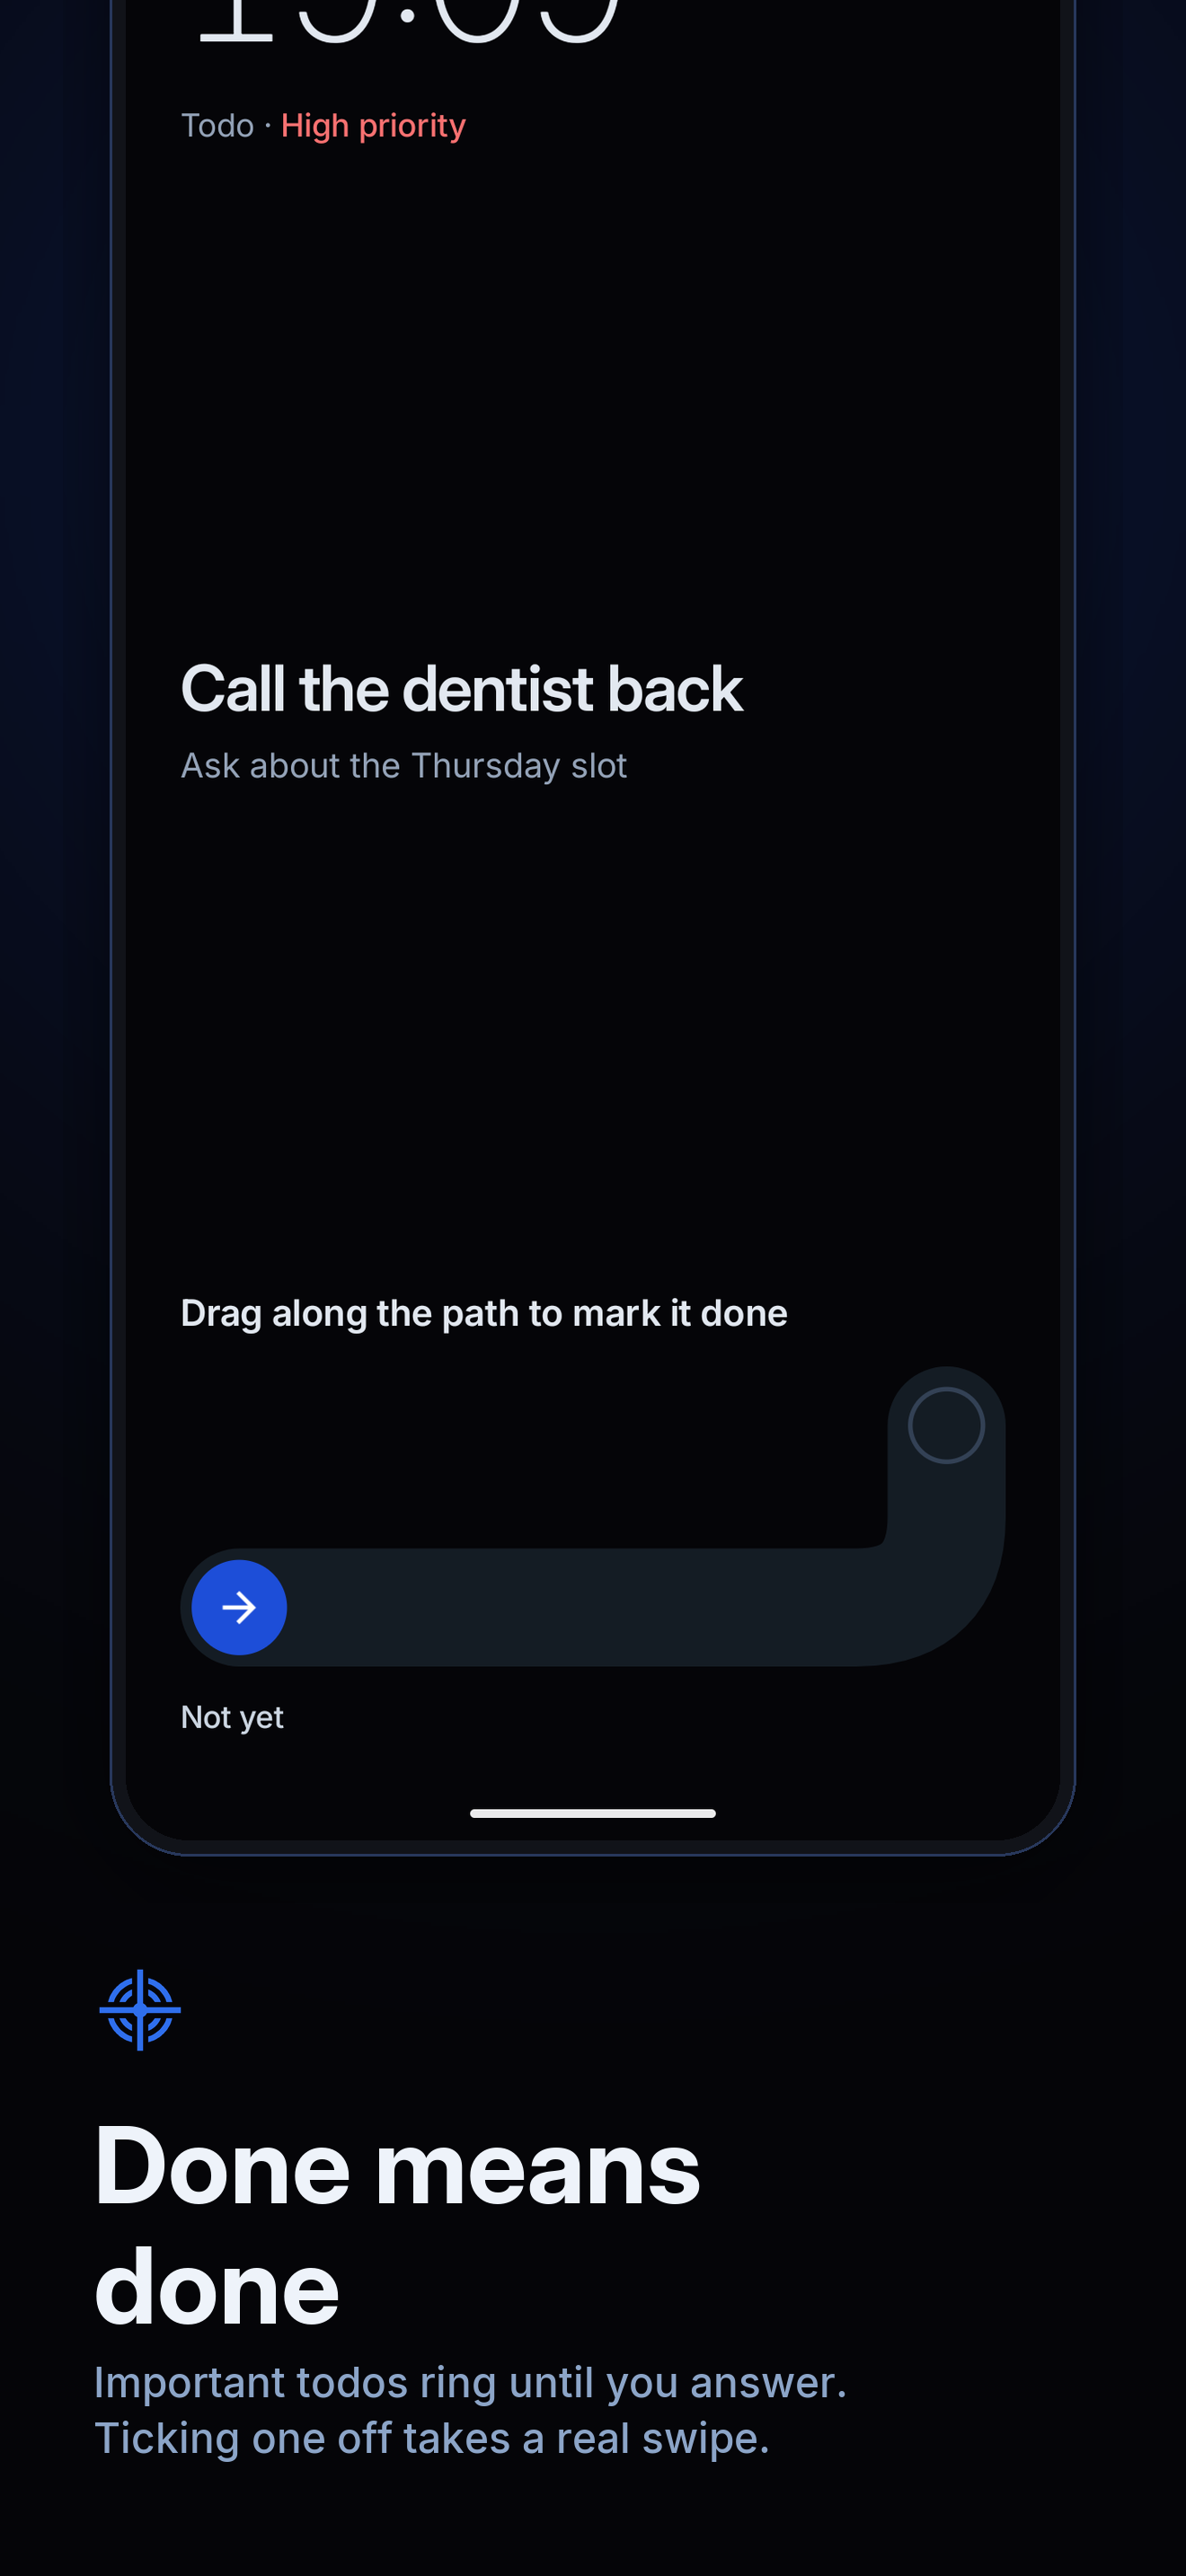 Todo · High priority
Call the dentist back
Ask about the Thursday slot
Drag along the path to mark it done
Not yet
Done means
done
Important todos ring until you answer.
Ticking one off takes a real swipe.